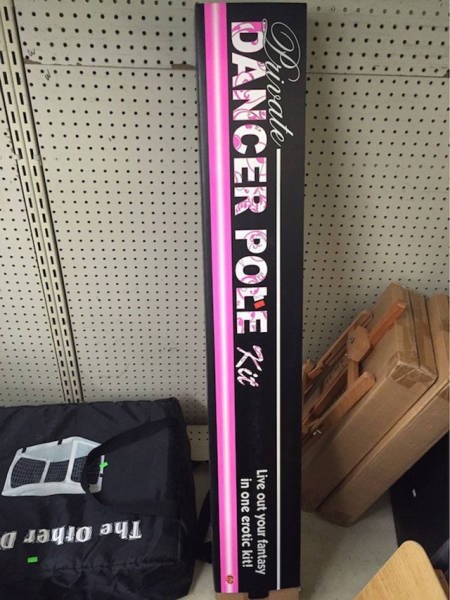 Private
DANCER POLE
Kit
Live out your fantasy
in one erotic kit!
The Other D